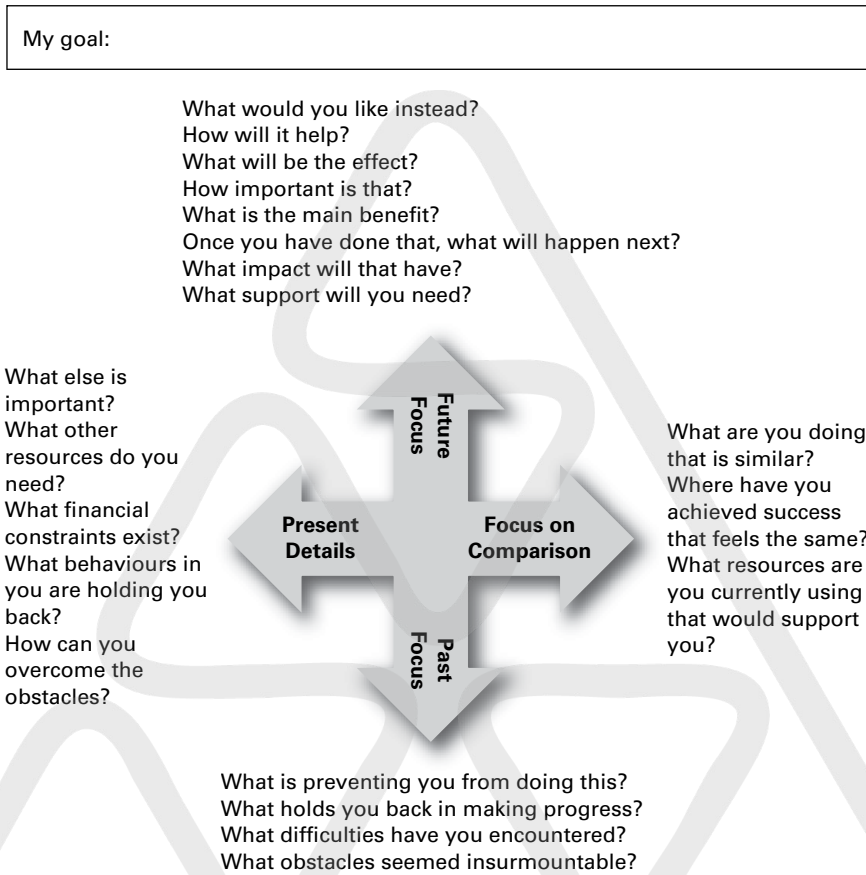 My goal:
What would you like instead?
How will it help?
What will be the effect?
How important is that?
What is the main benefit?
Once you have done that, what will happen next?
What impact will that have?
What support will you need?
What else is
important?
What other
resources do you
need?
What financial
constraints exist?
What behaviours in
you are holding you
back?
How can you
overcome the
obstacles?
Future
Focus
Present
Details
Focus on
Comparison
Past
Focus
What are you doing
that is similar?
Where have you
achieved success
that feels the same?
What resources are
you currently using
that would support
you?
What is preventing you from doing this?
What holds you back in making progress?
What difficulties have you encountered?
What obstacles seemed insurmountable?